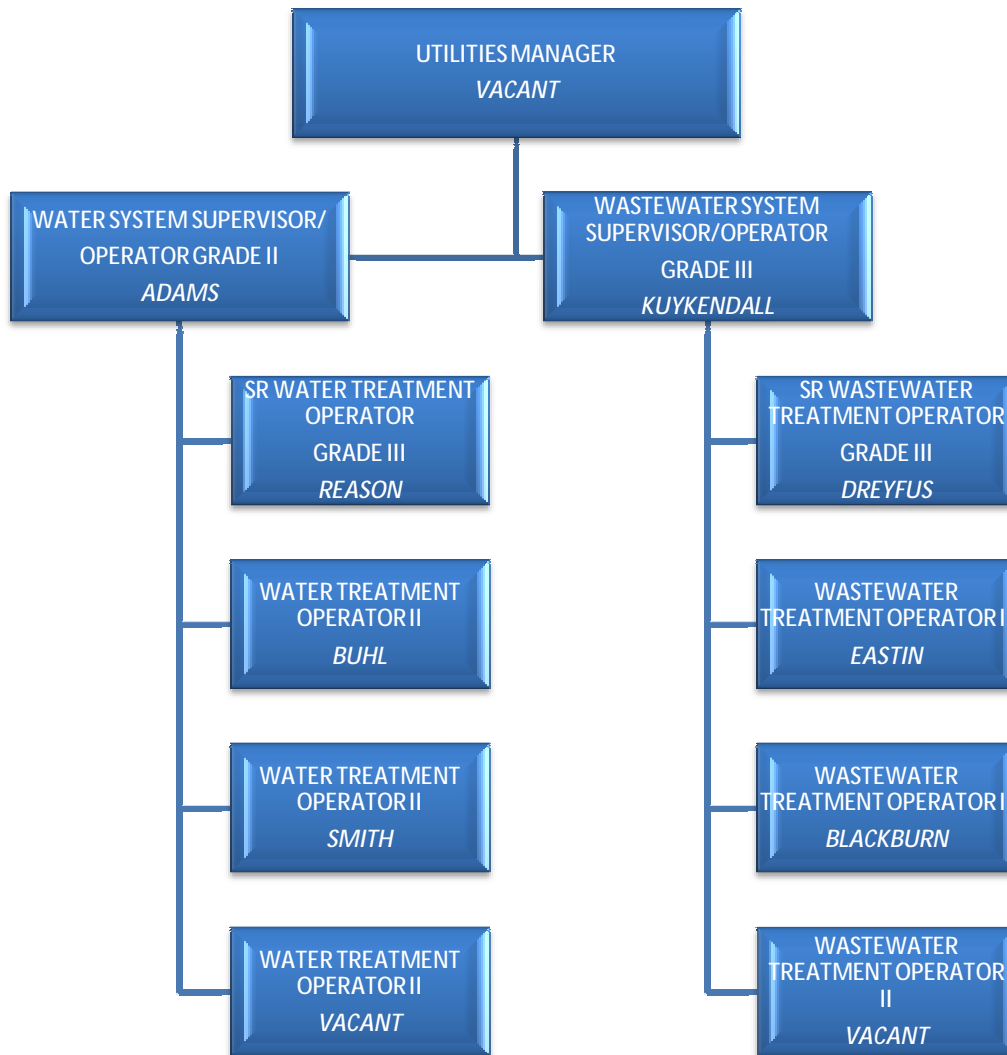 UTILITIES MANAGER
VACANT
WATER SYSTEM SUPERVISOR/
OPERATOR GRADE II
ADAMS
WASTEWATER SYSTEM
SUPERVISOR/OPERATOR
GRADE III
KUYKENDALL
SR WATER TREATMENT
OPERATOR
GRADE III
REASON
WATER TREATMENT
OPERATOR II
BUHL
WATER TREATMENT
OPERATOR II
SMITH
WATER TREATMENT
OPERATOR II
VACANT
SR WASTEWATER
TREATMENT OPERATOR
GRADE III
DREYFUS
WASTEWATER
TREATMENT OPERATOR I
EASTIN
WASTEWATER
TREATMENT OPERATOR I
BLACKBURN
WASTEWATER
TREATMENT OPERATOR
II
VACANT